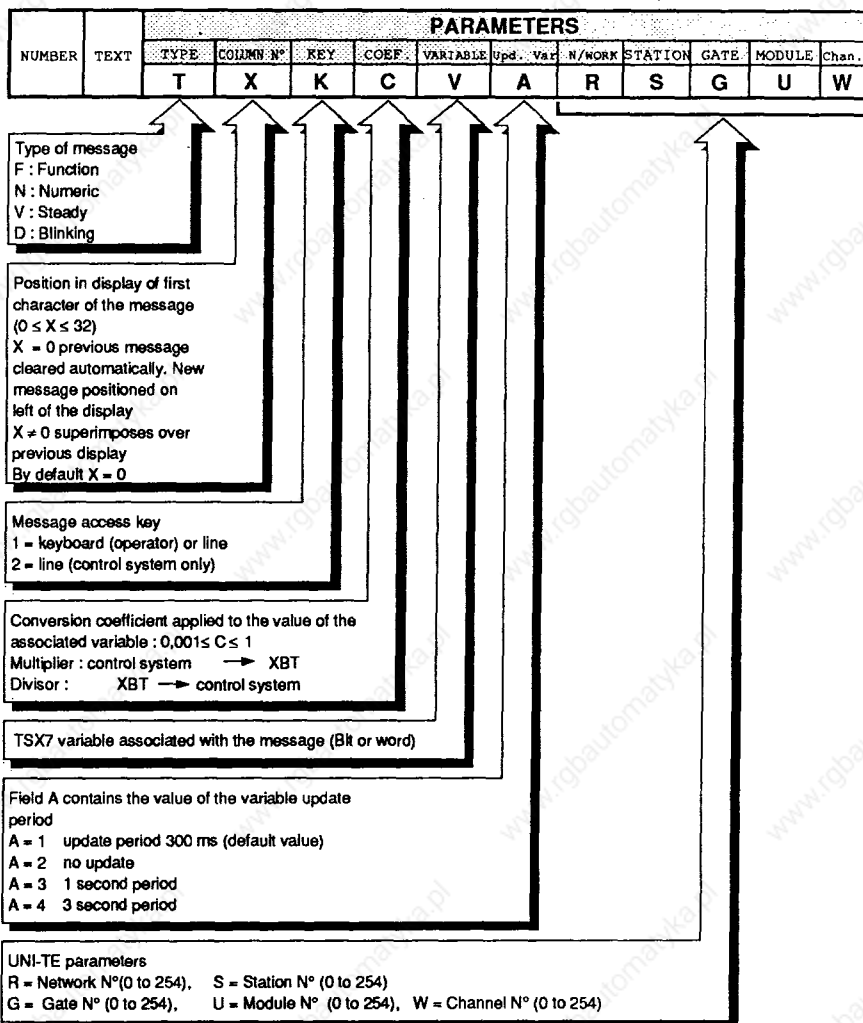 PARAMETERS
NUMBER TEXT TYPE COLUMN N° KEY COEF. VARIABLE Upd. Var N/WORK STATION GATE. MODULE Chan.
T X K C V A R S G U W
Type of message
F : Function
N : Numeric
V : Steady
D : Blinking
Position in display of first
character of the message
(0 ≤ X ≤ 32)
X = 0 previous message
cleared automatically. New
message positioned on
left of the display
X ≠ 0 superimposes over
previous display
By default X = 0
Message access key
1 = keyboard (operator) or line
2 = line (control system only)
Conversion coefficient applied to the value of the
associated variable : 0,001≤ C ≤ 1
Multiplier : control system → XBT
Divisor : XBT → control system
TSX7 variable associated with the message (Bit or word)
Field A contains the value of the variable update
period
A = 1 update period 300 ms (default value)
A = 2 no update
A = 3 1 second period
A = 4 3 second period
UNI-TE parameters
R = Network N°(0 to 254), S = Station N° (0 to 254)
G = Gate N° (0 to 254), U = Module N° (0 to 254), W = Channel N° (0 to 254)
www.rgbautomatyka.pl